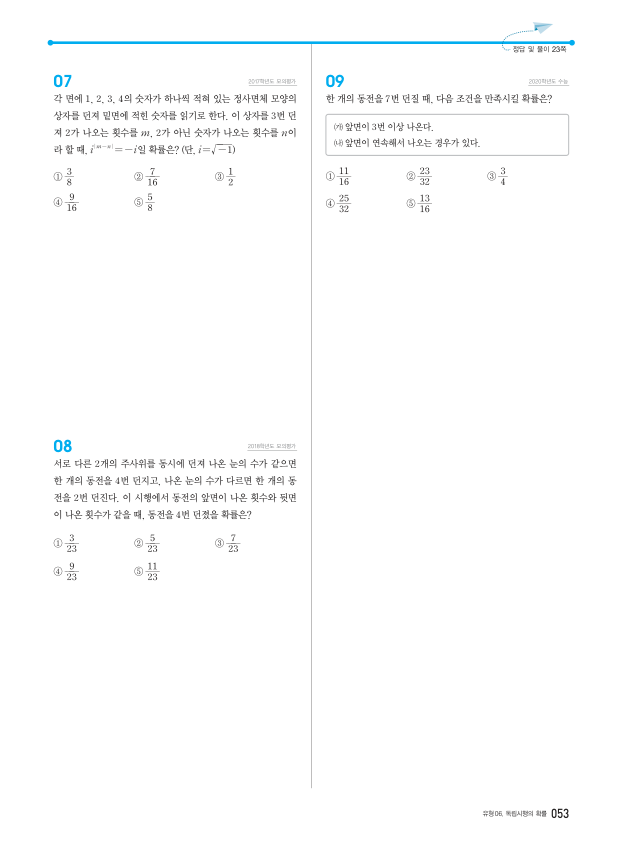 정답 및 풀이 23쪽
07
2017학년도 모의평가
각 면에 1, 2, 3, 4의 숫자가 하나씩 적혀 있는 정사면체 모양의
상자를 던져 밑면에 적힌 숫자를 읽기로 한다. 이 상자를 3번 던
져 2가 나오는 횟수를 m, 2가 아닌 숫자가 나오는 횟수를 n이
라 할 때, i^{|m-n|}=-i일 확률은? (단, i=√-1)
① 3/8 ② 7/16 ③ 1/2
④ 9/16 ⑤ 5/8
08
2018학년도 모의평가
서로 다른 2개의 주사위를 동시에 던져 나온 눈의 수가 같으면
한 개의 동전을 4번 던지고, 나온 눈의 수가 다르면 한 개의 동
전을 2번 던진다. 이 시행에서 동전의 앞면이 나온 횟수와 뒷면
이 나온 횟수가 같을 때, 동전을 4번 던졌을 확률은?
① 3/23 ② 5/23 ③ 7/23
④ 9/23 ⑤ 11/23
09
2020학년도 수능
한 개의 동전을 7번 던질 때, 다음 조건을 만족시킬 확률은?
㈎ 앞면이 3번 이상 나온다.
㈏ 앞면이 연속해서 나오는 경우가 있다.
① 11/16 ② 23/32 ③ 3/4
④ 25/32 ⑤ 13/16
유형06. 독립시행의 확률 053